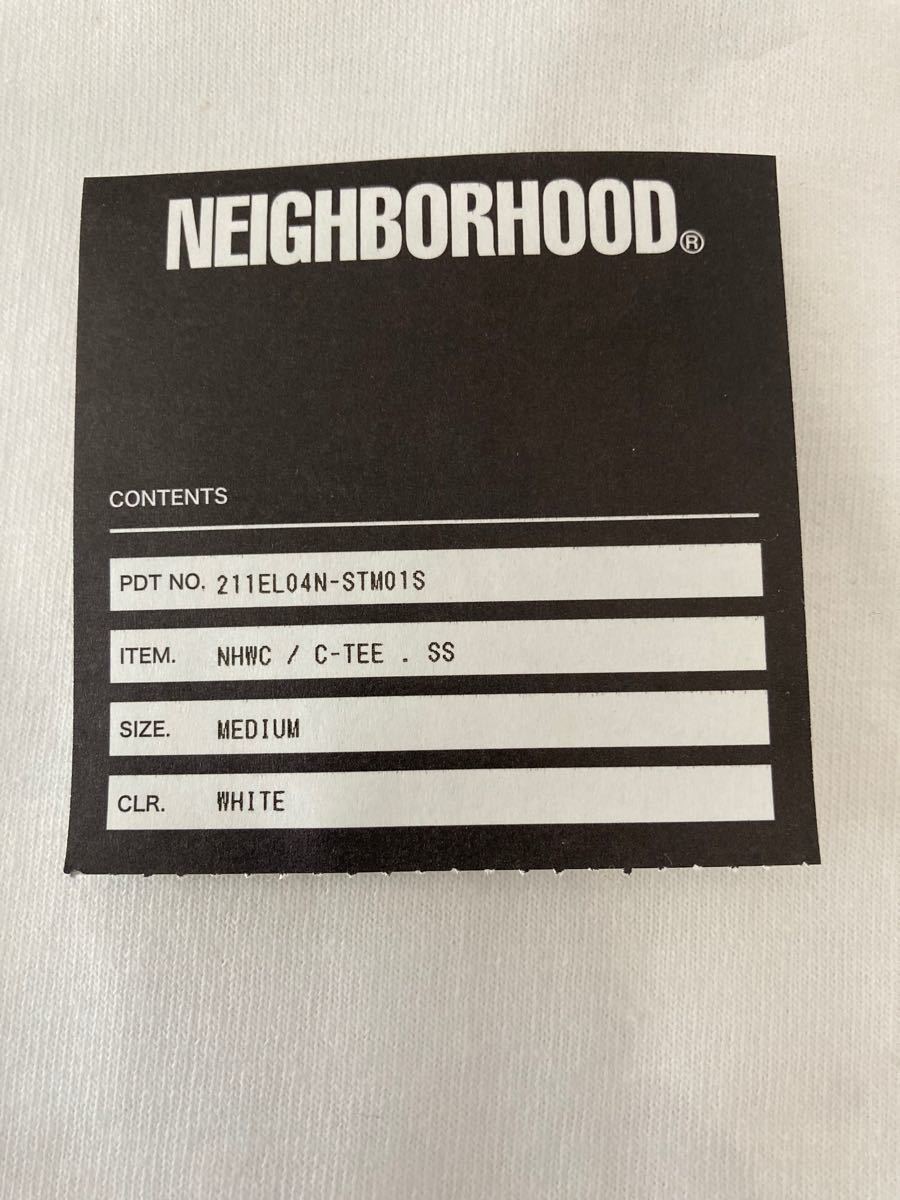 NEIGHBORHOOD®
CONTENTS
PDT NO. 211EL04N-STM01S
ITEM. NHWC / C-TEE . SS
SIZE. MEDIUM
CLR. WHITE